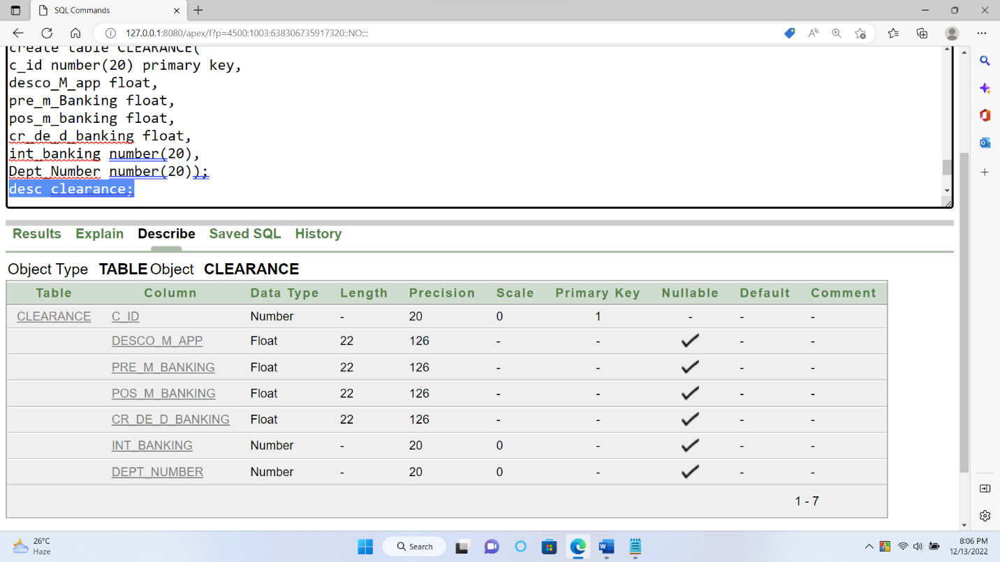 SQL Commands
127.0.0.1:8080/apex/f?p=4500:1003:638306735917320::NO:::
create table CLEARANCE(
c_id number(20) primary key,
desco_M_app float,
pre_m_Banking float,
pos_m_banking float,
cr_de_d_banking float,
int_banking number(20),
Dept_Number number(20));
desc clearance;
Results Explain Describe Saved SQL History
Object Type TABLE Object CLEARANCE
Table Column Data Type Length Precision Scale Primary Key Nullable Default Comment
CLEARANCE C_ID Number - 20 0 1 - - -
DESCO_M_APP Float 22 126 - - - -
PRE_M_BANKING Float 22 126 - - - -
POS_M_BANKING Float 22 126 - - - -
CR_DE_D_BANKING Float 22 126 - - - -
INT_BANKING Number - 20 0 - - -
DEPT_NUMBER Number - 20 0 - - -
1 - 7
26°C
Haze
Search
8:06 PM
12/13/2022